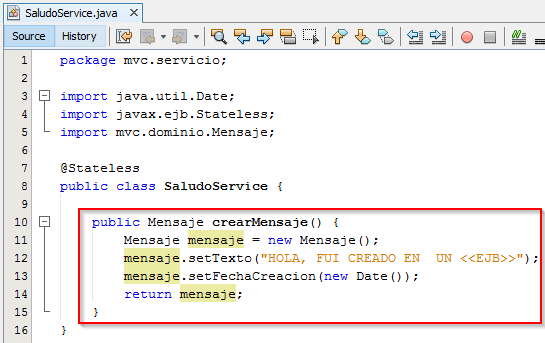 SaludoService.java
Source History
1 package mvc.servicio;
2
3 import java.util.Date;
4 import javax.ejb.Stateless;
5 import mvc.dominio.Mensaje;
6
7 @Stateless
8 public class SaludoService {
9
10 public Mensaje crearMensaje() {
11 Mensaje mensaje = new Mensaje();
12 mensaje.setTexto("HOLA, FUI CREADO EN  UN <<EJB>>");
13 mensaje.setFechaCreacion(new Date());
14 return mensaje;
15 }
16 }